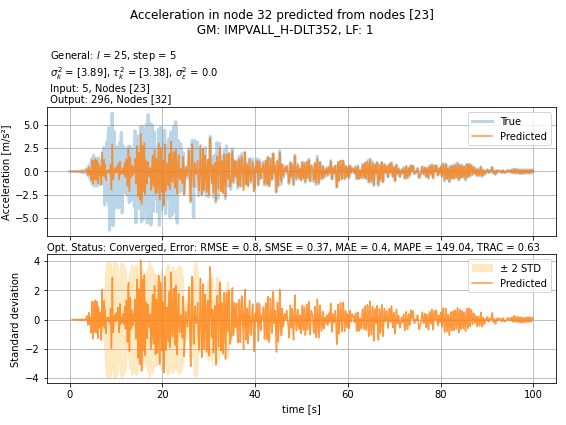 Acceleration in node 32 predicted from nodes [23]
GM: IMPVALL_H-DLT352, LF: 1
General: l = 25, step = 5
σ²ₖ = [3.89], τ²ₖ = [3.38], σ²ε = 0.0
Input: 5, Nodes [23]
Output: 296, Nodes [32]
Acceleration [m/s²]
5.0
2.5
0.0
−2.5
−5.0
True
Predicted
Opt. Status: Converged, Error: RMSE = 0.8, SMSE = 0.37, MAE = 0.4, MAPE = 149.04, TRAC = 0.63
Standard deviation
4
2
0
−2
−4
± 2 STD
Predicted
0 20 40 60 80 100
time [s]